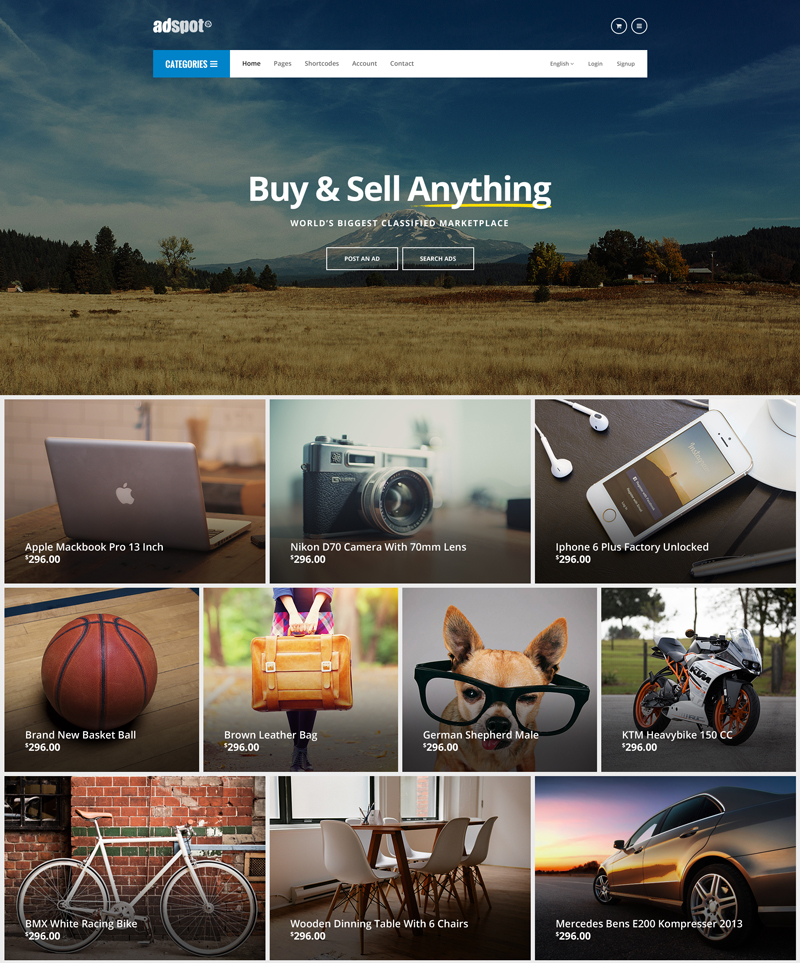 adspot
CATEGORIES
Home Pages Shortcodes Account Contact English Login Signup
Buy & Sell Anything
WORLD'S BIGGEST CLASSIFIED MARKETPLACE
POST AN AD SEARCH ADS
Apple Mackbook Pro 13 Inch
$296.00
Nikon D70 Camera With 70mm Lens
$296.00
Iphone 6 Plus Factory Unlocked
$296.00
Brand New Basket Ball
$296.00
Brown Leather Bag
$296.00
German Shepherd Male
$296.00
KTM
KTM Heavybike 150 CC
$296.00
BMX White Racing Bike
$296.00
Wooden Dinning Table With 6 Chairs
$296.00
Mercedes Bens E200 Kompresser 2013
$296.00